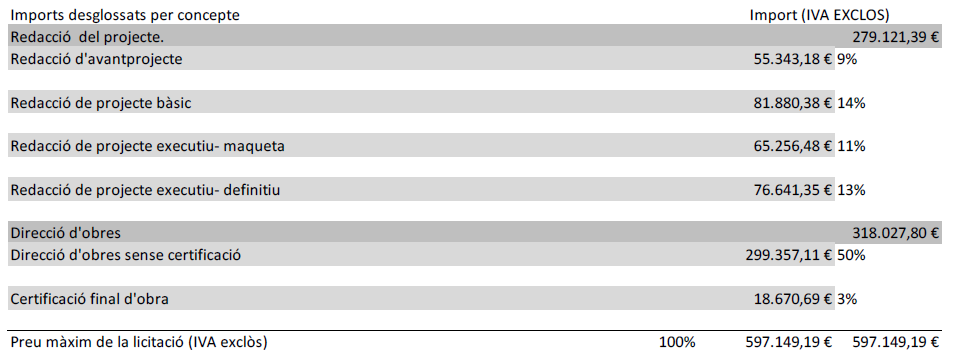 Imports desglossats per concepte Import (IVA EXCLOS)
Redacció del projecte. 279.121,39 €
Redacció d'avantprojecte 55.343,18 € 9%
Redacció de projecte bàsic 81.880,38 € 14%
Redacció de projecte executiu- maqueta 65.256,48 € 11%
Redacció de projecte executiu- definitiu 76.641,35 € 13%
Direcció d'obres 318.027,80 €
Direcció d'obres sense certificació 299.357,11 € 50%
Certificació final d'obra 18.670,69 € 3%
Preu màxim de la licitació (IVA exclòs) 100% 597.149,19 € 597.149,19 €